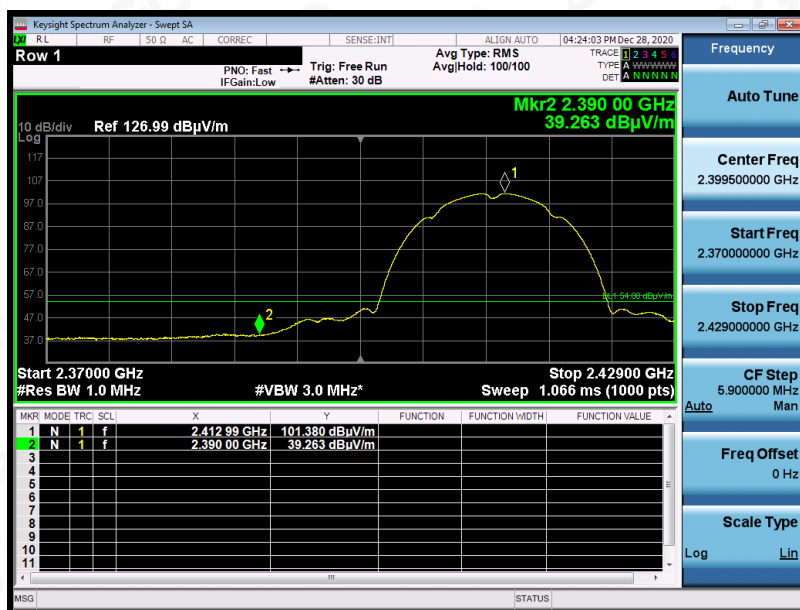 Keysight Spectrum Analyzer - Swept SA
LXI RL RF 50 Ω AC CORREC SENSE:INT ALIGN AUTO 04:24:03 PM Dec 28, 2020
Row 1
PNO: Fast
IFGain:Low
Trig: Free Run
#Atten: 30 dB
Avg Type: RMS
Avg|Hold: 100/100
TRACE 1 2 3 4 5 6
TYPE A WWWWW
DET A N N N N N
Mkr2 2.390 00 GHz
39.263 dBµV/m
10 dB/div Ref 126.99 dBµV/m
Log
117
107
97.0
87.0
77.0
67.0
57.0
47.0
37.0
1
2
DL1 54.00 dBµV/m
Start 2.37000 GHz Stop 2.42900 GHz
#Res BW 1.0 MHz #VBW 3.0 MHz* Sweep 1.066 ms (1000 pts)
MKR MODE TRC SCL X Y FUNCTION FUNCTION WIDTH FUNCTION VALUE
1 N 1 f 2.412 99 GHz 101.380 dBµV/m
2 N 1 f 2.390 00 GHz 39.263 dBµV/m
3
4
5
6
7
8
9
10
11
MSG STATUS
Frequency
Auto Tune
Center Freq
2.399500000 GHz
Start Freq
2.370000000 GHz
Stop Freq
2.429000000 GHz
CF Step
5.900000 MHz
Auto Man
Freq Offset
0 Hz
Scale Type
Log Lin